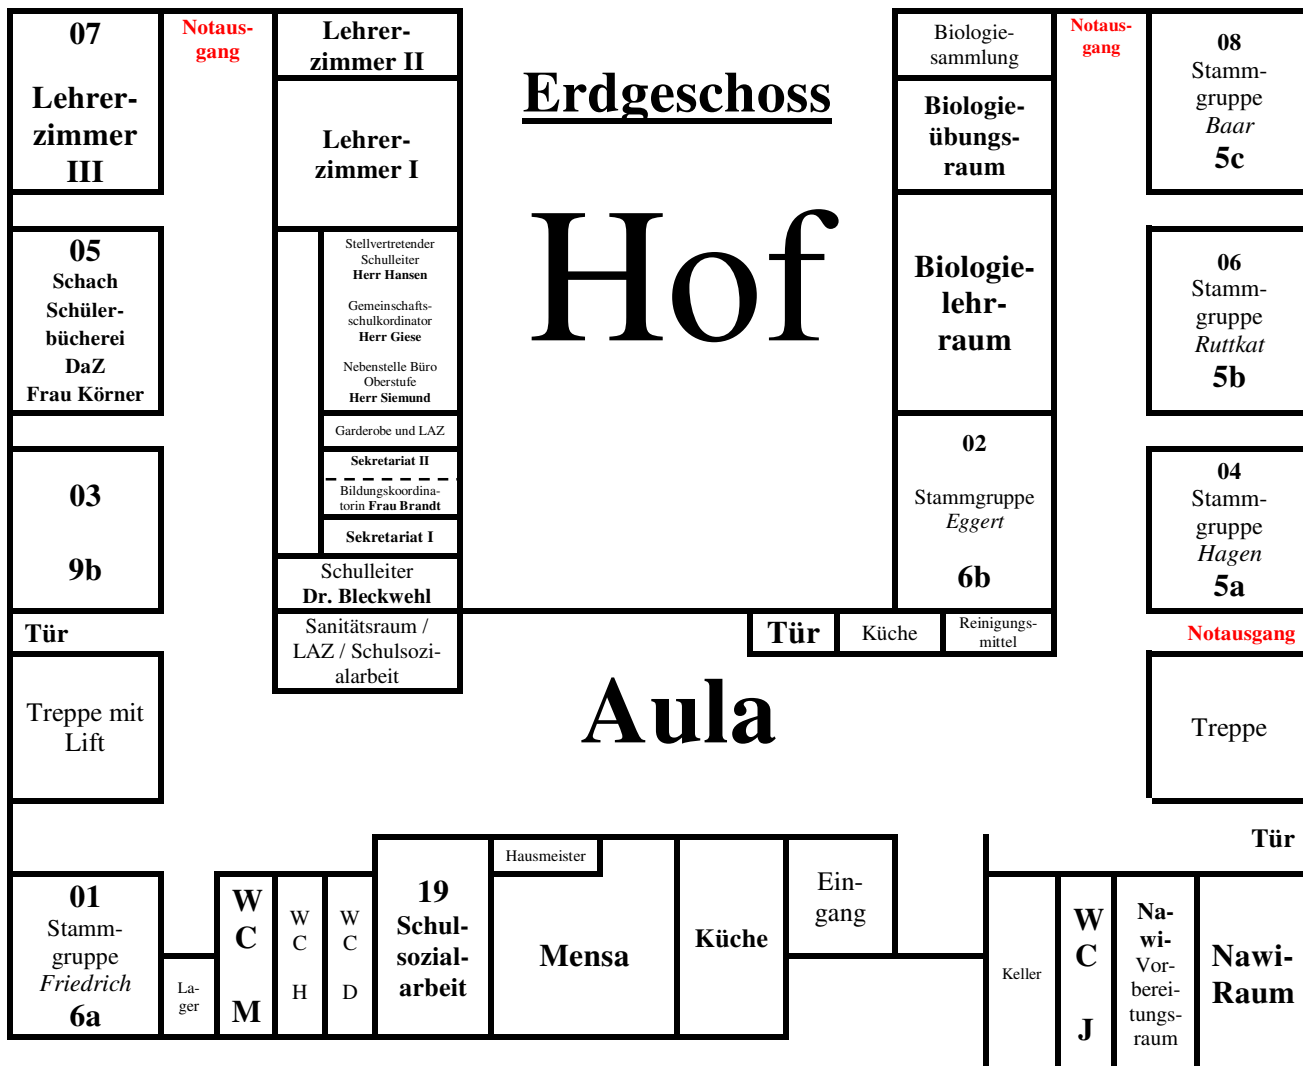 Erdgeschoss
Hof
Aula
07
Lehrer-
zimmer
III
Notaus-
gang
Lehrer-
zimmer II
Lehrer-
zimmer I
05
Schach
Schüler-
bücherei
DaZ
Frau Körner
Stellvertretender
Schulleiter
Herr Hansen
Gemeinschafts-
schulkordinator
Herr Giese
Nebenstelle Büro
Oberstufe
Herr Siemund
Garderobe und LAZ
Sekretariat II
Bildungskoordina-
torin Frau Brandt
Sekretariat I
Schulleiter
Dr. Bleckwehl
Sanitätsraum /
LAZ / Schulsozi-
alarbeit
03
9b
Tür
Treppe mit
Lift
Biologie-
sammlung
Biologie-
übungs-
raum
Biologie-
lehr-
raum
02
Stammgruppe
Eggert
6b
Tür
Küche
Reinigungs-
mittel
Notaus-
gang
08
Stamm-
gruppe
Baar
5c
06
Stamm-
gruppe
Ruttkat
5b
04
Stamm-
gruppe
Hagen
5a
Notausgang
Treppe
Tür
01
Stamm-
gruppe
Friedrich
6a
La-
ger
W
C
M
W
C
H
W
C
D
19
Schul-
sozial-
arbeit
Hausmeister
Mensa
Küche
Ein-
gang
Keller
W
C
J
Na-
wi-
Vor-
berei-
tungs-
raum
Nawi-
Raum